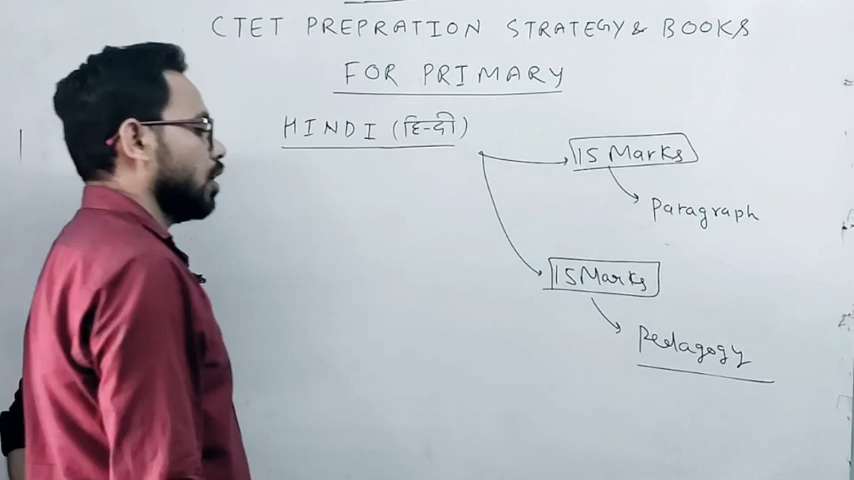 CTET PREPRATION STRATEGY & BOOKS
FOR PRIMARY
HINDI (हिन्दी)
15 Marks
Paragraph
15 Marks
Pedagogy